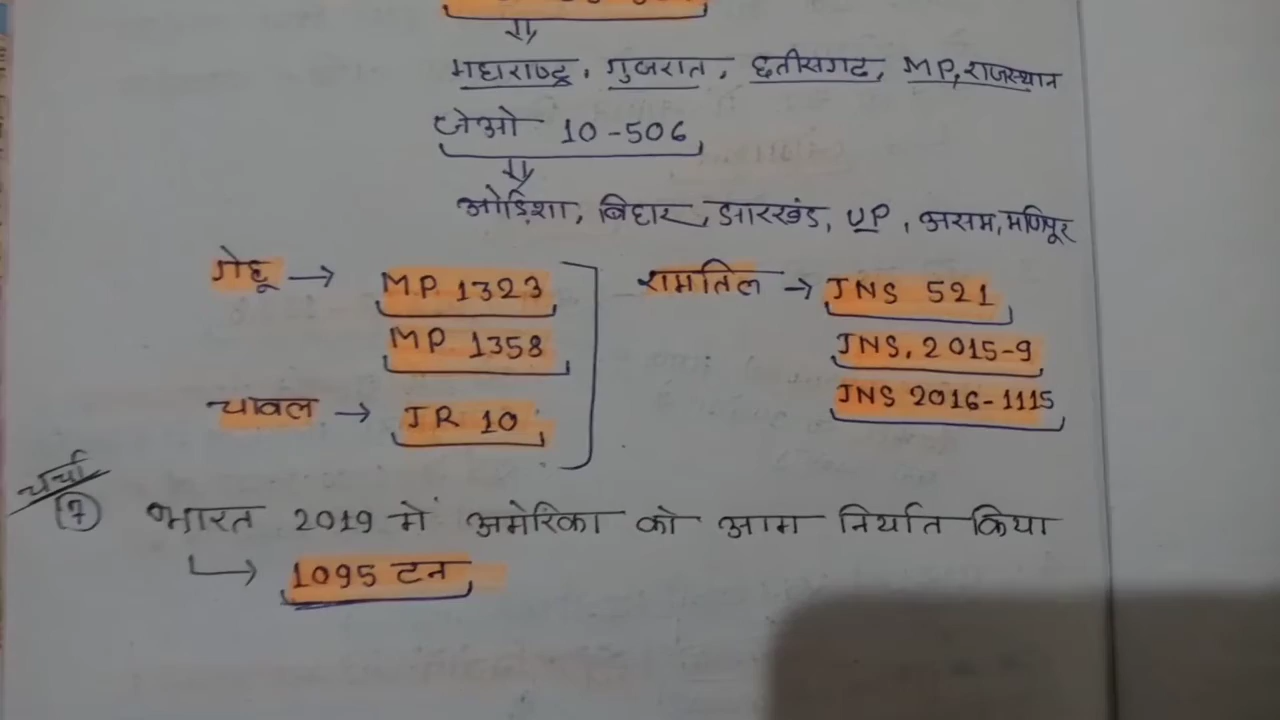 महाराष्ट्र, गुजरात, छत्तीसगढ, MP, राजस्थान
जेओ 10-506
ओड़िशा, बिहार, झारखंड, UP, असम, मणिपुर
गेहू → MP 1323
MP 1358
चावल → JR 10
रामतिल → JNS 521
JNS. 2015-9
JNS 2016-1115
चर्चा
(7) भारत 2019 में अमेरिका को आम निर्यात किया
1095 टन